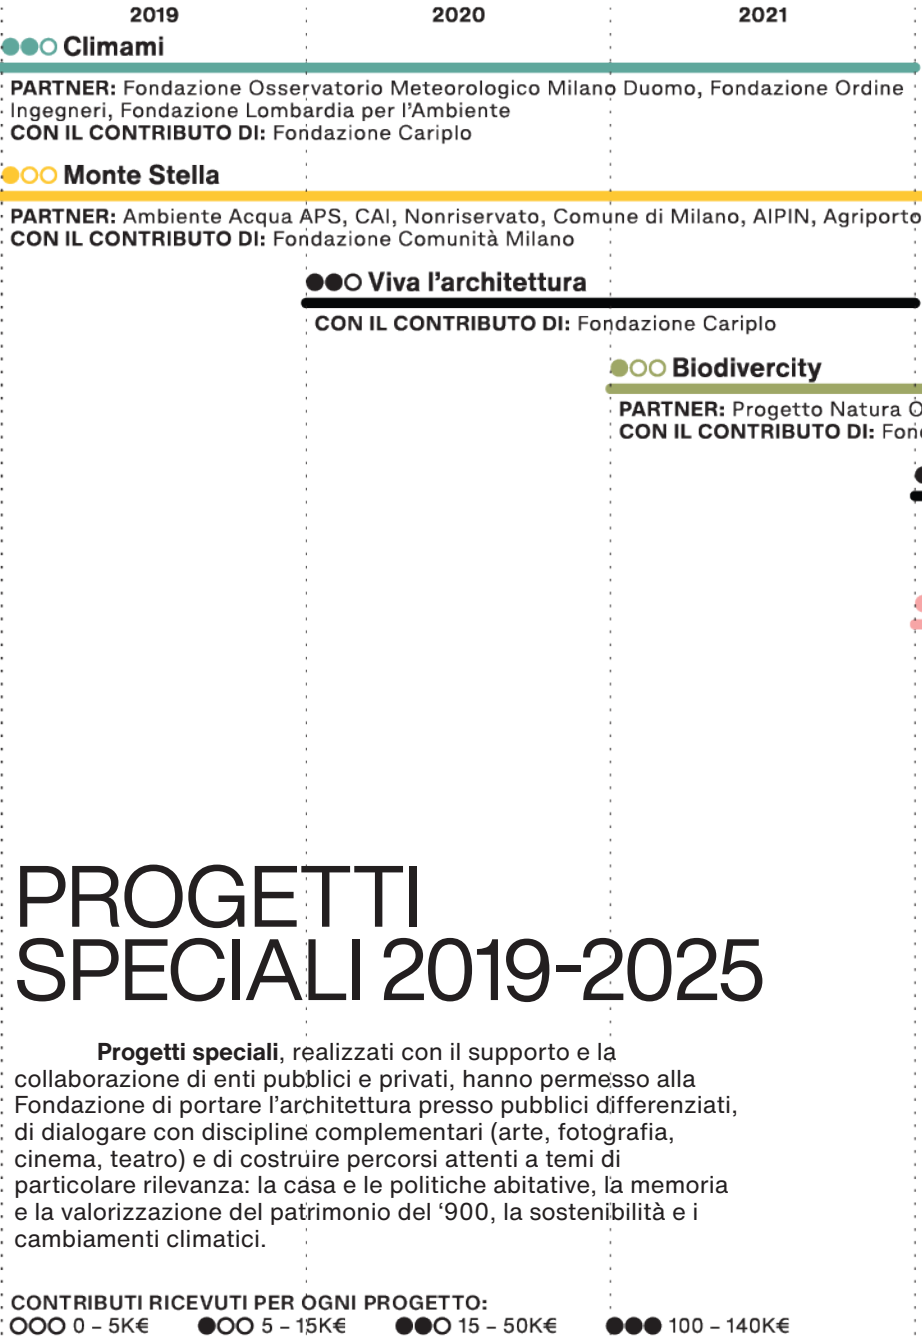 2019 2020 2021
Climami
PARTNER: Fondazione Osservatorio Meteorologico Milano Duomo, Fondazione Ordine
Ingegneri, Fondazione Lombardia per l'Ambiente
CON IL CONTRIBUTO DI: Fondazione Cariplo
Monte Stella
PARTNER: Ambiente Acqua APS, CAI, Nonriservato, Comune di Milano, AIPIN, Agriporto
CON IL CONTRIBUTO DI: Fondazione Comunità Milano
Viva l'architettura
CON IL CONTRIBUTO DI: Fondazione Cariplo
Biodivercity
PARTNER: Progetto Natura
CON IL CONTRIBUTO DI:
PROGETTI
SPECIALI 2019-2025
Progetti speciali, realizzati con il supporto e la
collaborazione di enti pubblici e privati, hanno permesso alla
Fondazione di portare l'architettura presso pubblici differenziati,
di dialogare con discipline complementari (arte, fotografia,
cinema, teatro) e di costruire percorsi attenti a temi di
particolare rilevanza: la casa e le politiche abitative, la memoria
e la valorizzazione del patrimonio del ‘900, la sostenibilità e i
cambiamenti climatici.
CONTRIBUTI RICEVUTI PER OGNI PROGETTO:
○○○ 0 – 5K€ ●○○ 5 – 15K€ ●●○ 15 – 50K€ ●●● 100 – 140K€